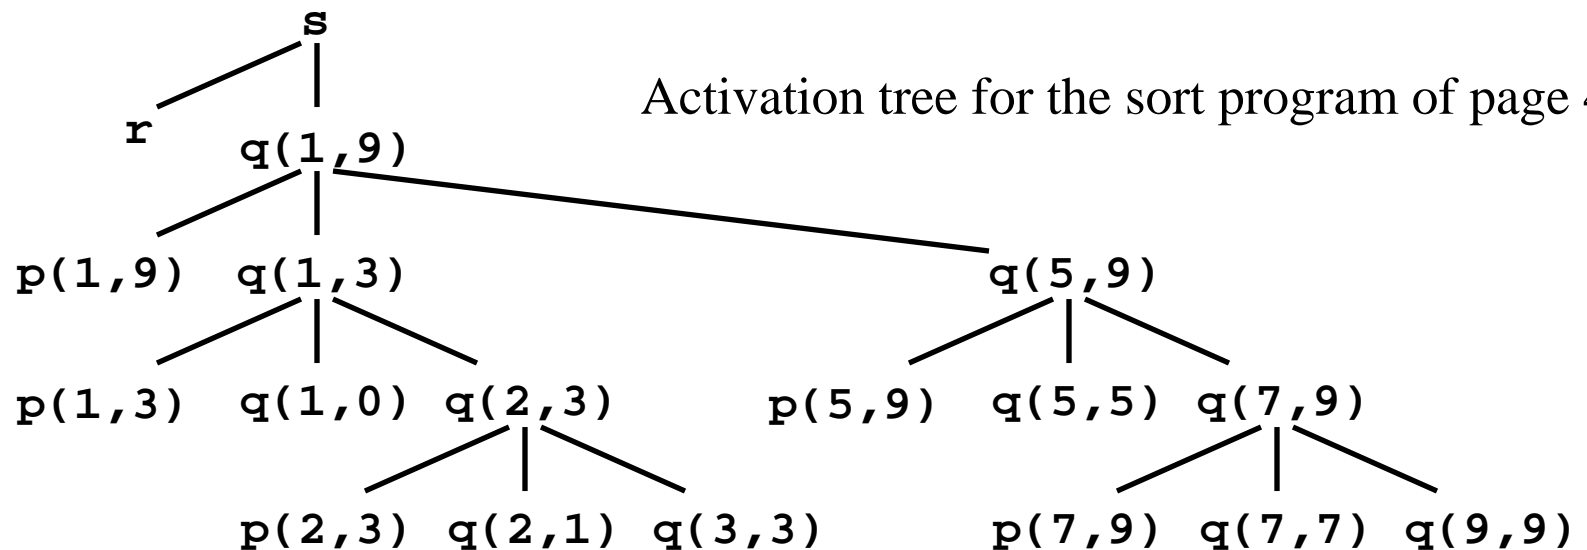 s
Activation tree for the sort program of page
r
q(1,9)
p(1,9) q(1,3) q(5,9)
p(1,3) q(1,0) q(2,3) p(5,9) q(5,5) q(7,9)
p(2,3) q(2,1) q(3,3) p(7,9) q(7,7) q(9,9)